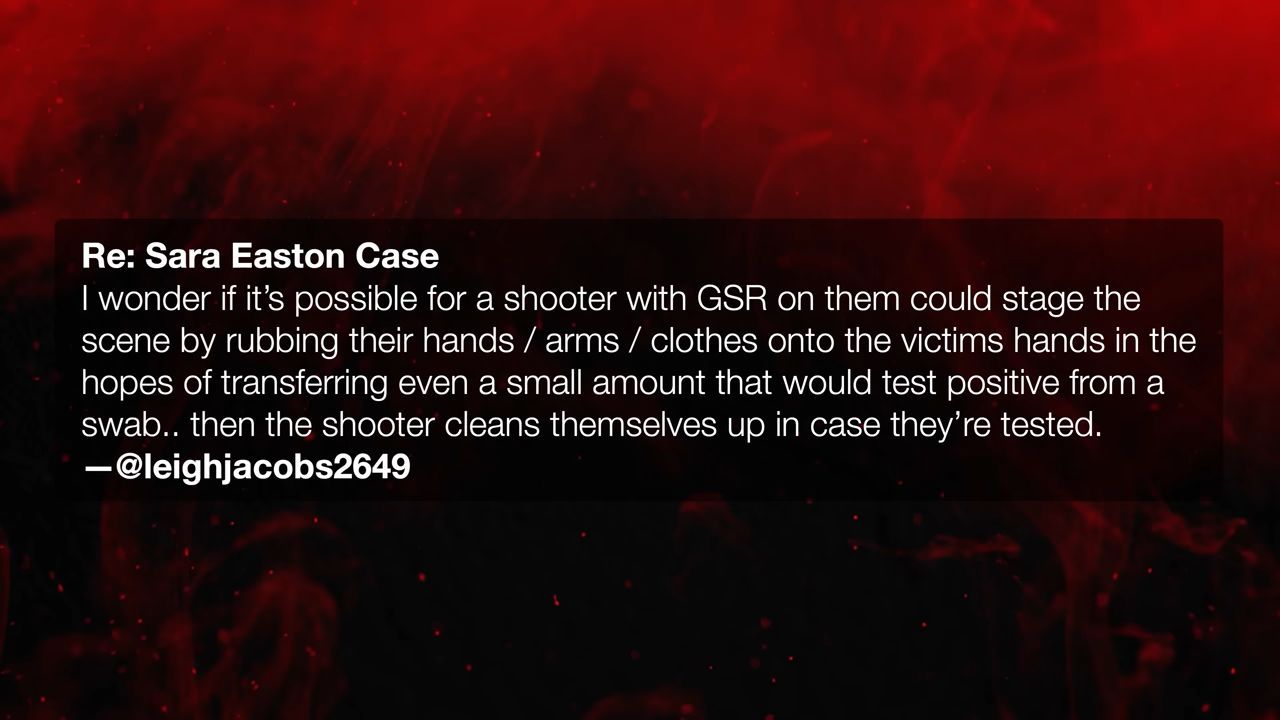 Re: Sara Easton Case
I wonder if it’s possible for a shooter with GSR on them could stage the
scene by rubbing their hands / arms / clothes onto the victims hands in the
hopes of transferring even a small amount that would test positive from a
swab.. then the shooter cleans themselves up in case they’re tested.
—@leighjacobs2649